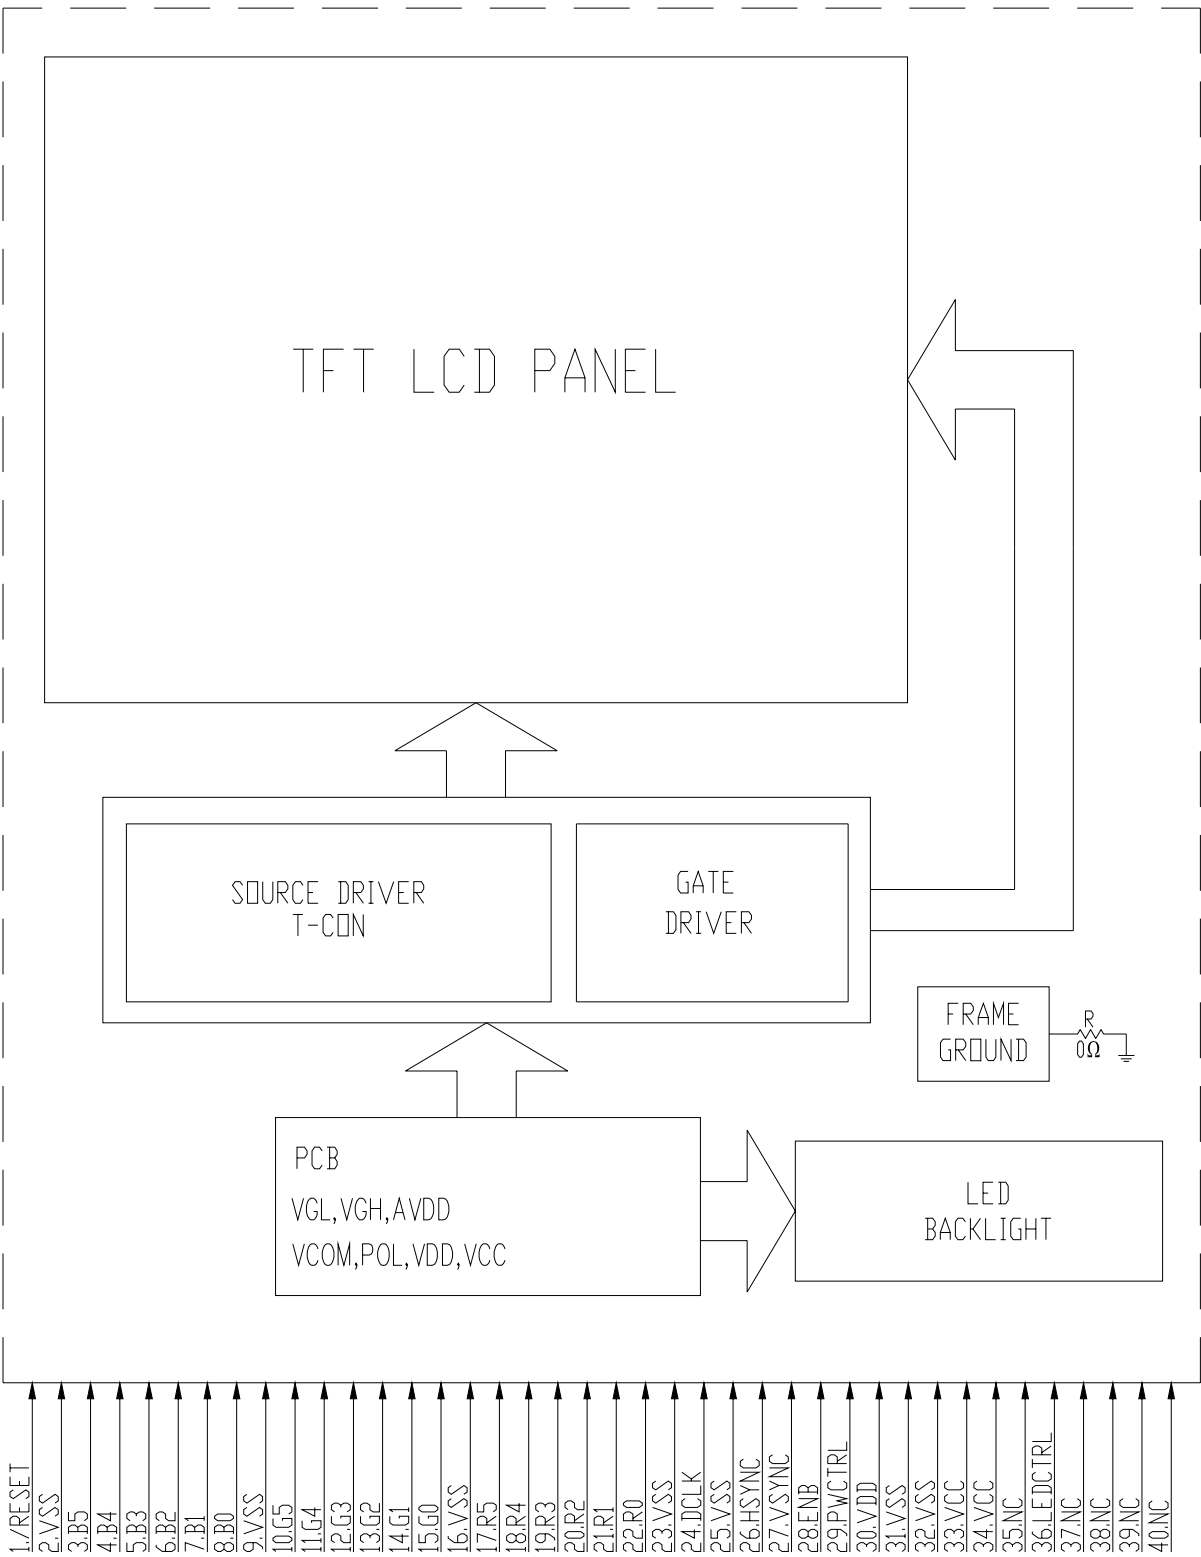 TFT LCD PANEL
SOURCE DRIVER
T-CON
GATE
DRIVER
FRAME
GROUND
R
0Ω
PCB
VGL,VGH,AVDD
VCOM,POL,VDD,VCC
LED
BACKLIGHT
1./RESET
2.VSS
3.B5
4.B4
5.B3
6.B2
7.B1
8.B0
9.VSS
10.G5
11.G4
12.G3
13.G2
14.G1
15.G0
16.VSS
17.R5
18.R4
19.R3
20.R2
21.R1
22.R0
23.VSS
24.DCLK
25.VSS
26.HSYNC
27.VSYNC
28.ENB
29.PWCTRL
30.VDD
31.VSS
32.VSS
33.VCC
34.VCC
35.NC
36.LEDCTRL
37.NC
38.NC
39.NC
40.NC